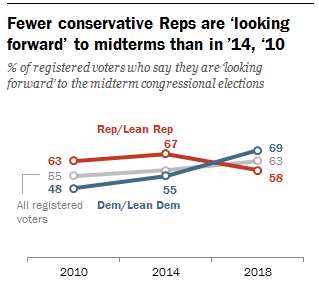 Fewer conservative Reps are ‘looking
forward’ to midterms than in ’14, ‘10
% of registered voters who say they are ‘looking
forward’ to the midterm congressional elections
Rep/Lean Rep
67
69
63
63
55
58
48
55
All registered
voters
Dem/Lean Dem
2010
2014
2018